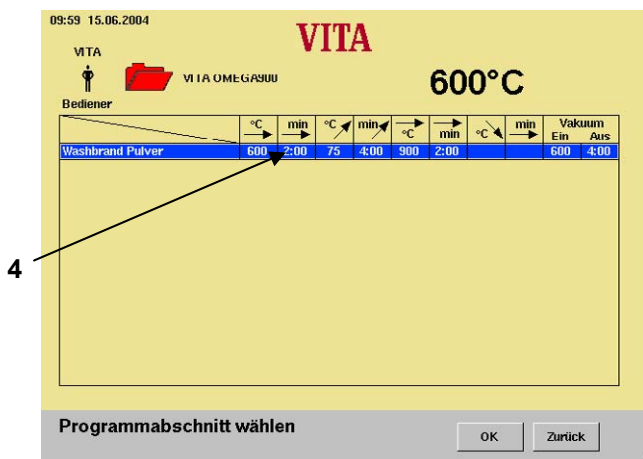 09:59 15.06.2004
VITA
VITA
VITA OMEGA900
600°C
Bediener
°C min °C min °C min °C min Vakuum
Ein Aus
Washbrand Pulver 600 2:00 75 4:00 900 2:00 600 4:00
4
Programmabschnitt wählen
OK Zurück